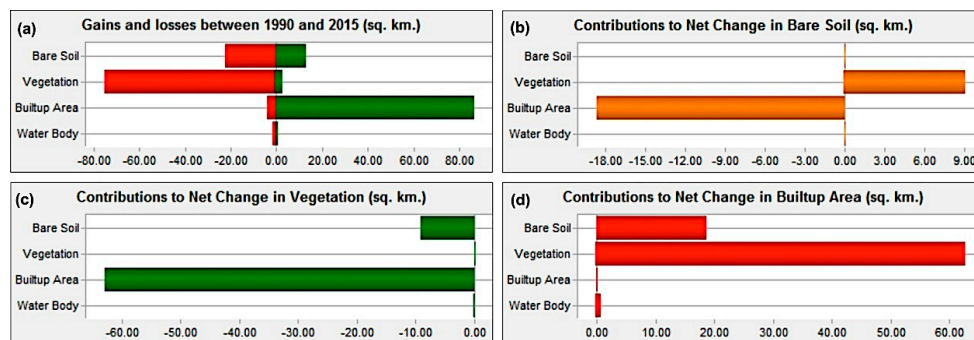 (a) Gains and losses between 1990 and 2015 (sq. km.)
Bare Soil
Vegetation
Builtup Area
Water Body
-80.00 -60.00 -40.00 -20.00 0.00 20.00 40.00 60.00 80.00
(b) Contributions to Net Change in Bare Soil (sq. km.)
Bare Soil
Vegetation
Builtup Area
Water Body
-18.00 -15.00 -12.00 -9.00 -6.00 -3.00 0.00 3.00 6.00 9.00
(c) Contributions to Net Change in Vegetation (sq. km.)
Bare Soil
Vegetation
Builtup Area
Water Body
-60.00 -50.00 -40.00 -30.00 -20.00 -10.00 0.00
(d) Contributions to Net Change in Builtup Area (sq. km.)
Bare Soil
Vegetation
Builtup Area
Water Body
0.00 10.00 20.00 30.00 40.00 50.00 60.00